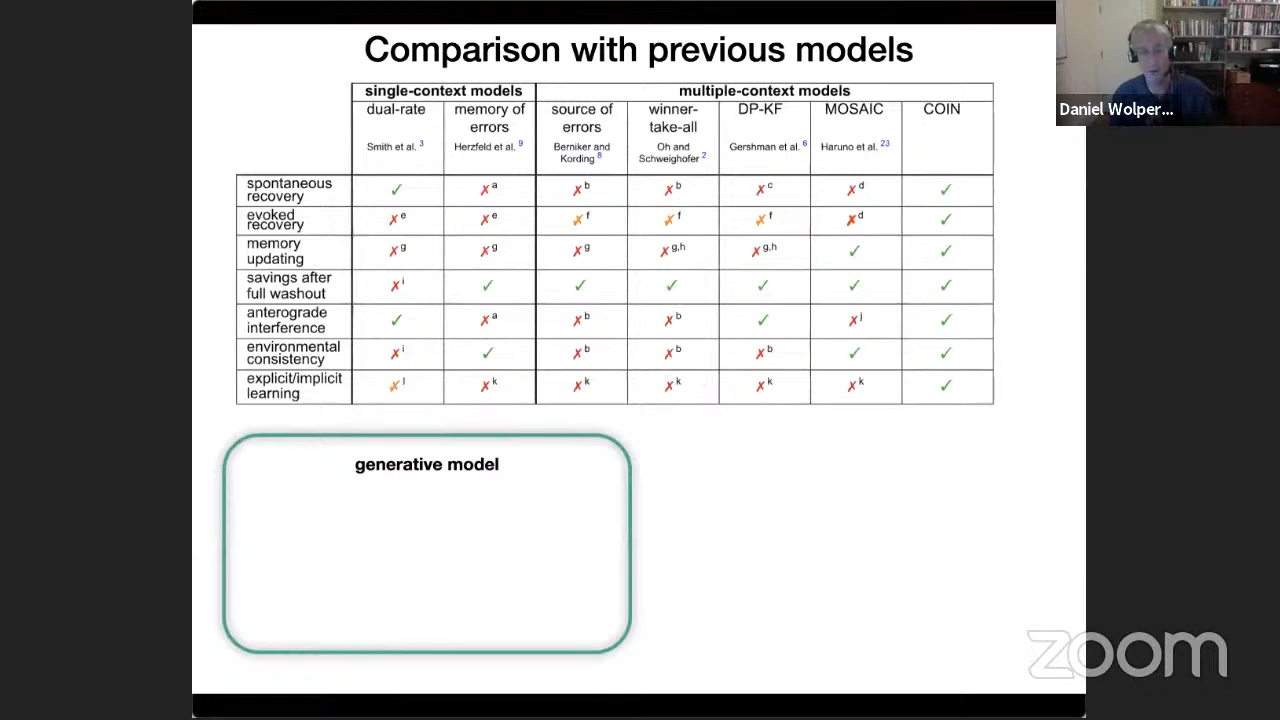 Comparison with previous models
single-context models multiple-context models
dual-rate memory of errors source of errors winner-take-all DP-KF MOSAIC COIN
Smith et al. 3 Herzfeld et al. 9 Berniker and Kording 8 Oh and Schweighofer 2 Gershman et al. 6 Haruno et al. 23
spontaneous recovery ✓ ✗a ✗b ✗b ✗c ✗d ✓
evoked recovery ✗e ✗e ✗f ✗f ✗f ✗d ✓
memory updating ✗g ✗g ✗g ✗g,h ✗g,h ✓ ✓
savings after full washout ✗i ✓ ✓ ✓ ✓ ✓ ✓
anterograde interference ✓ ✗a ✗b ✗b ✓ ✗j ✓
environmental consistency ✗i ✓ ✗b ✗b ✗b ✓ ✓
explicit/implicit learning ✗l ✗k ✗k ✗k ✗k ✗k ✓
generative model
Daniel Wolper...
zoom